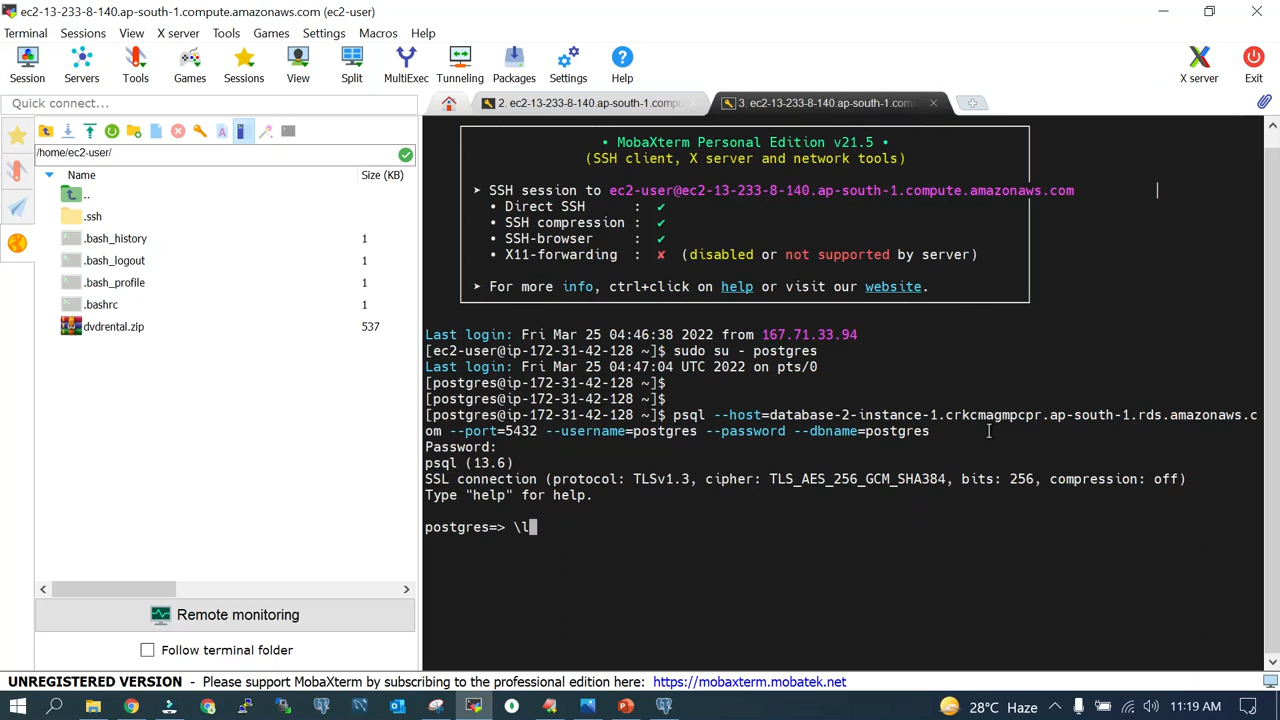 ec2-13-233-8-140.ap-south-1.compute.amazonaws.com (ec2-user)
Terminal Sessions View X server Tools Games Settings Macros Help
Session Servers Tools Games Sessions View Split MultiExec Tunneling Packages Settings Help X server Exit
Quick connect...
2. ec2-13-233-8-140.ap-south-1.compu
3. ec2-13-233-8-140.ap-south-1.com
/home/ec2-user/
Name Size (KB)
..
.ssh
.bash_history 1
.bash_logout 1
.bash_profile 1
.bashrc 1
dvdrental.zip 537
Remote monitoring
Follow terminal folder
• MobaXterm Personal Edition v21.5 •
(SSH client, X server and network tools)
➤ SSH session to ec2-user@ec2-13-233-8-140.ap-south-1.compute.amazonaws.com
• Direct SSH : ✔
• SSH compression : ✔
• SSH-browser : ✔
• X11-forwarding : ✘ (disabled or not supported by server)
➤ For more info, ctrl+click on help or visit our website.
Last login: Fri Mar 25 04:46:38 2022 from 167.71.33.94
[ec2-user@ip-172-31-42-128 ~]$ sudo su - postgres
Last login: Fri Mar 25 04:47:04 UTC 2022 on pts/0
[postgres@ip-172-31-42-128 ~]$
[postgres@ip-172-31-42-128 ~]$
[postgres@ip-172-31-42-128 ~]$ psql --host=database-2-instance-1.crkcmagmpcpr.ap-south-1.rds.amazonaws.c
om --port=5432 --username=postgres --password --dbname=postgres
Password:
psql (13.6)
SSL connection (protocol: TLSv1.3, cipher: TLS_AES_256_GCM_SHA384, bits: 256, compression: off)
Type "help" for help.
postgres=> \l
UNREGISTERED VERSION - Please support MobaXterm by subscribing to the professional edition here: https://mobaxterm.mobatek.net
28°C Haze 11:19 AM